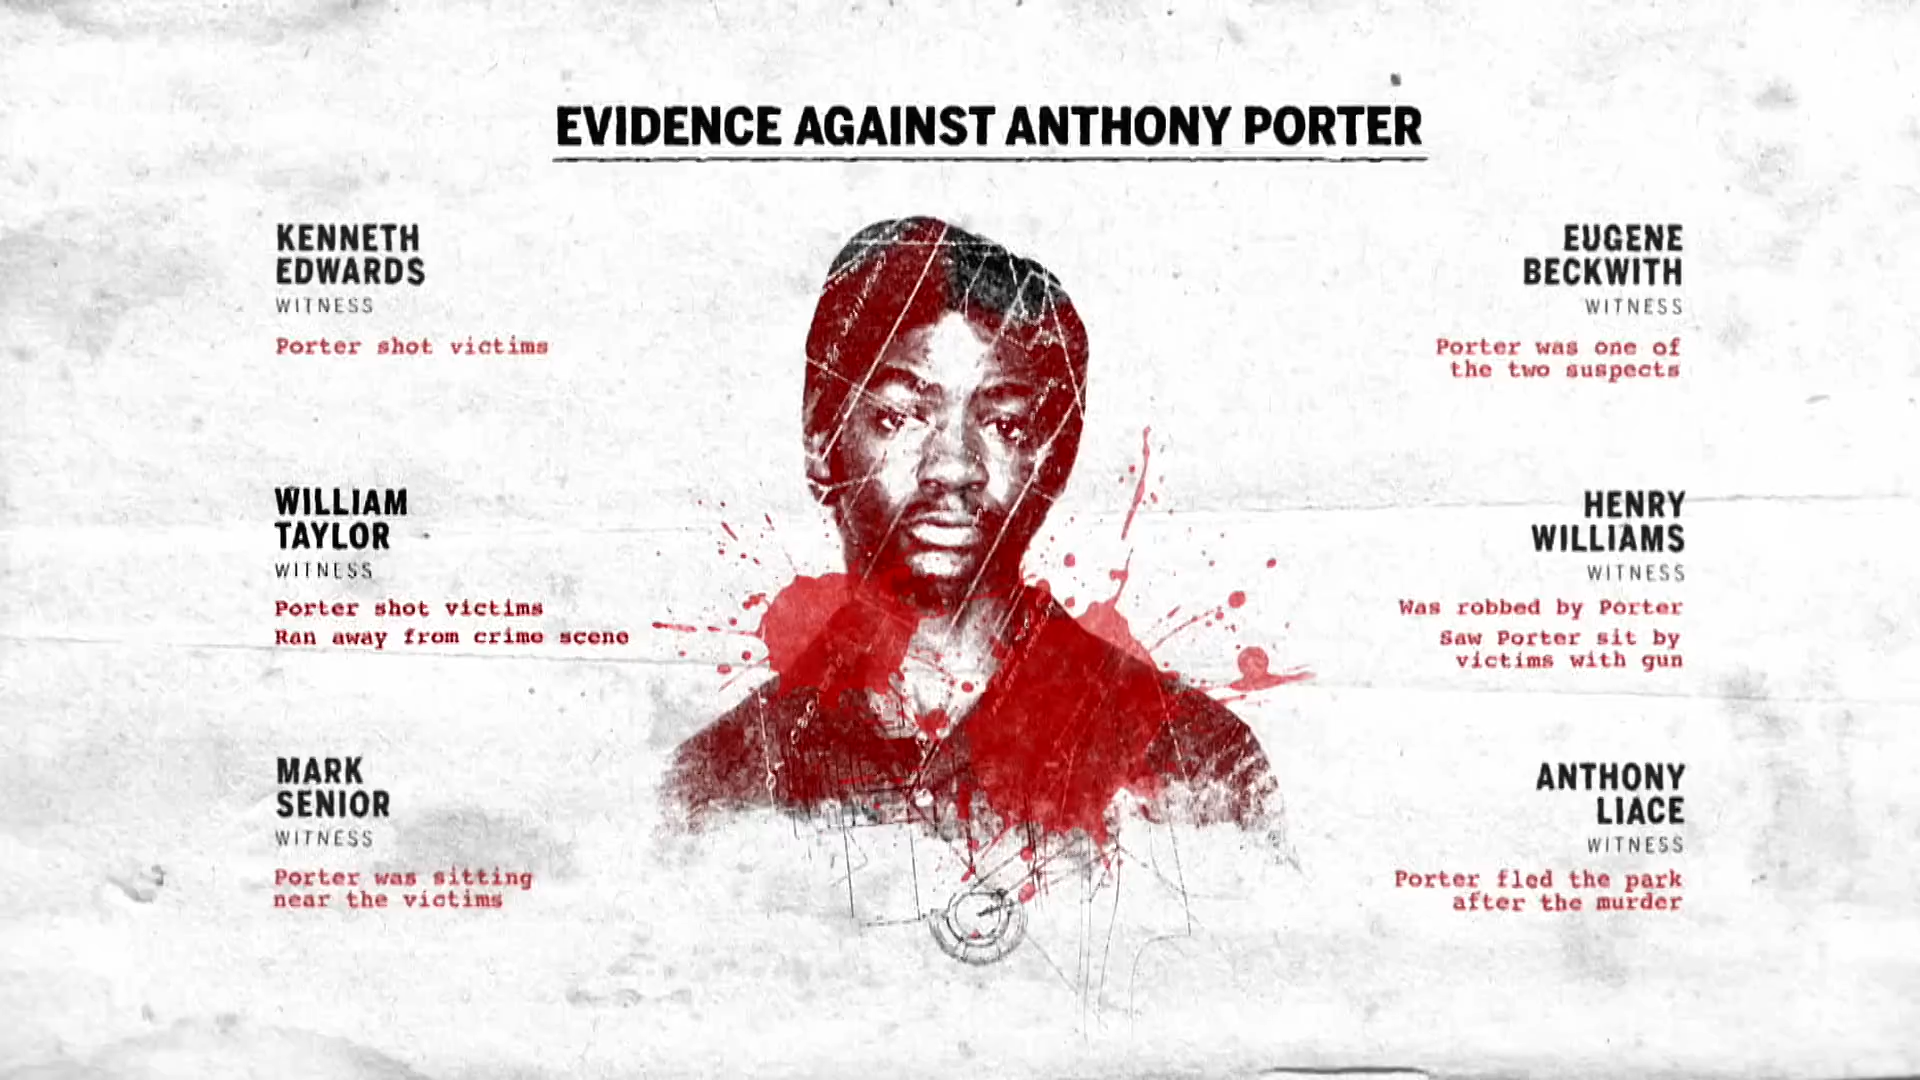 EVIDENCE AGAINST ANTHONY PORTER
KENNETH
EDWARDS
WITNESS
Porter shot victims
WILLIAM
TAYLOR
WITNESS
Porter shot victims
Ran away from crime scene
MARK
SENIOR
WITNESS
Porter was sitting
near the victims
EUGENE
BECKWITH
WITNESS
Porter was one of
the two suspects
HENRY
WILLIAMS
WITNESS
Was robbed by Porter
Saw Porter sit by
victims with gun
ANTHONY
LIACE
WITNESS
Porter fled the park
after the murder